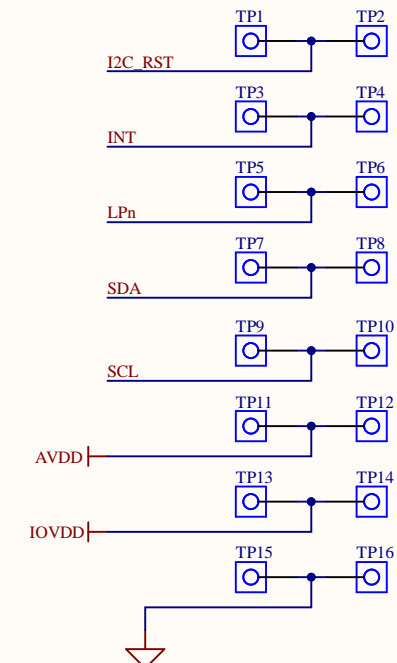 TP1 TP2
I2C_RST
TP3 TP4
INT
TP5 TP6
LPn
TP7 TP8
SDA
TP9 TP10
SCL
TP11 TP12
AVDD
TP13 TP14
IOVDD
TP15 TP16